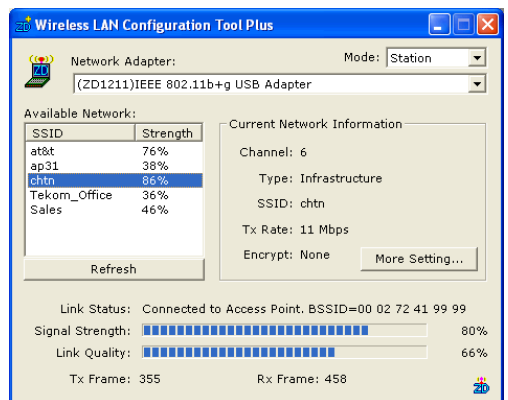 Wireless LAN Configuration Tool Plus
Network Adapter:
Mode: Station
(ZD1211)IEEE 802.11b+g USB Adapter
Available Network:
SSID Strength
at&t 76%
ap31 38%
chtn 86%
Tekom_Office 36%
Sales 46%
Refresh
Current Network Information
Channel: 6
Type: Infrastructure
SSID: chtn
Tx Rate: 11 Mbps
Encrypt: None
More Setting...
Link Status: Connected to Access Point. BSSID=00 02 72 41 99 99
Signal Strength: 80%
Link Quality: 66%
Tx Frame: 355 Rx Frame: 458
ZD